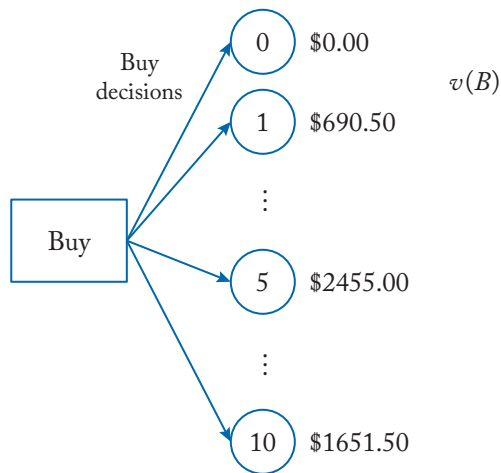 0 $0.00
Buy
decisions
v(B)
1 $690.50
⋮
Buy
5 $2455.00
⋮
10 $1651.50